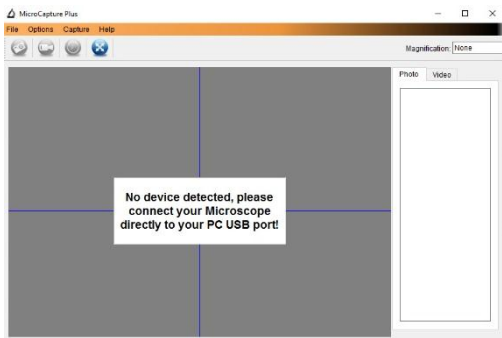 MicroCapture Plus
File Options Capture Help
Magnification: None
Photo Video
No device detected, please
connect your Microscope
directly to your PC USB port!